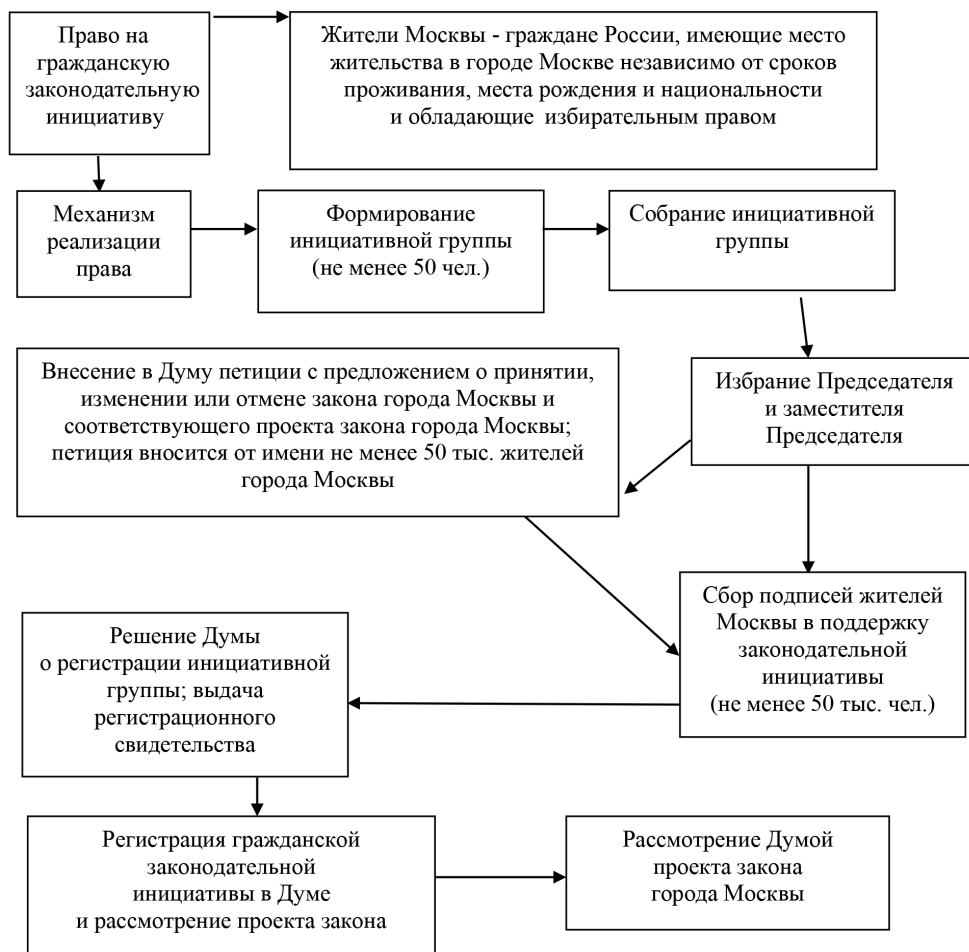 Право на
гражданскую
законодательную
инициативу
Жители Москвы - граждане России, имеющие место
жительства в городе Москве независимо от сроков
проживания, места рождения и национальности
и обладающие избирательным правом
Механизм
реализации
права
Формирование
инициативной группы
(не менее 50 чел.)
Собрание инициативной
группы
Внесение в Думу петиции с предложением о принятии,
изменении или отмене закона города Москвы и
соответствующего проекта закона города Москвы;
петиция вносится от имени не менее 50 тыс. жителей
города Москвы
Избрание Председателя
и заместителя
Председателя
Сбор подписей жителей
Москвы в поддержку
законодательной
инициативы
(не менее 50 тыс. чел.)
Решение Думы
о регистрации инициативной
группы; выдача
регистрационного
свидетельства
Регистрация гражданской
законодательной
инициативы в Думе
и рассмотрение проекта закона
Рассмотрение Думой
проекта закона
города Москвы